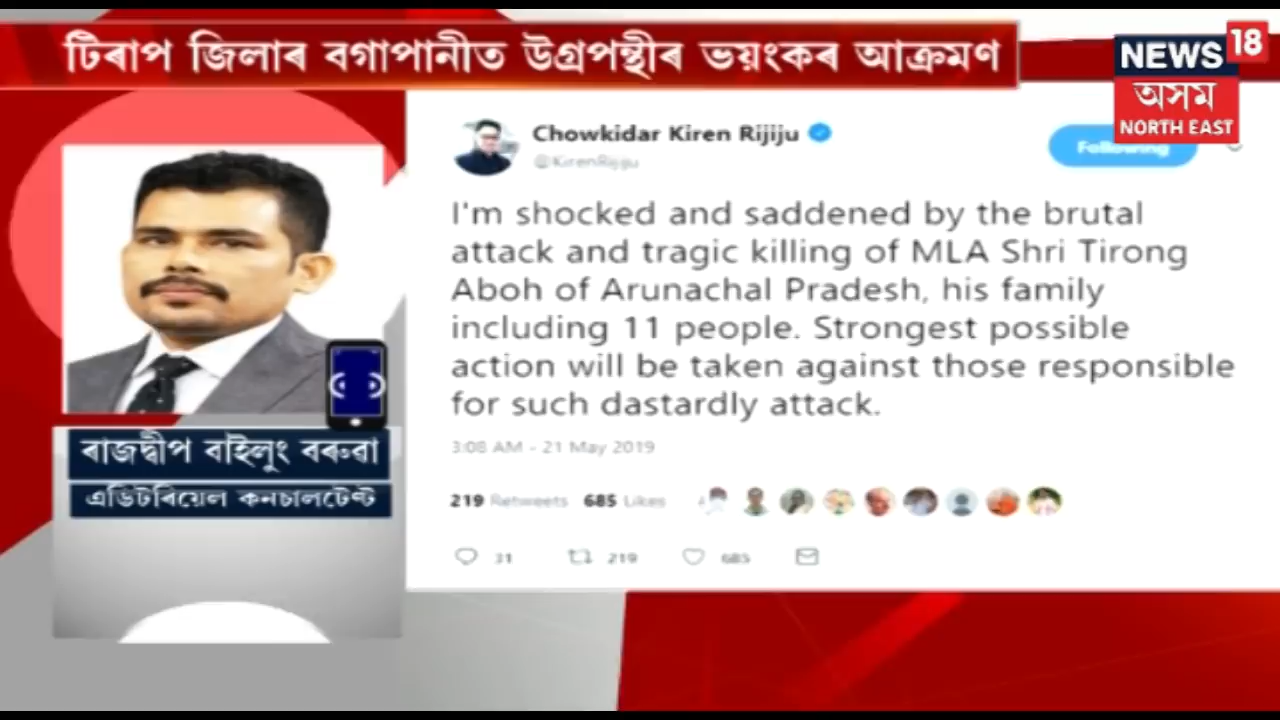 টিৰাপ জিলাৰ বগাপানীত উগ্ৰপন্থীৰ ভয়ংকৰ আক্ৰমণ
NEWS 18
অসম
NORTH EAST
Chowkidar Kiren Rijiju
@KirenRijiju
Following
I'm shocked and saddened by the brutal
attack and tragic killing of MLA Shri Tirong
Aboh of Arunachal Pradesh, his family
including 11 people. Strongest possible
action will be taken against those responsible
for such dastardly attack.
3:08 AM - 21 May 2019
219 Retweets 685 Likes
31 219 685
ৰাজদ্বীপ বাইলুং বৰুৱা
এডিটৰিয়েল কনচালটেণ্ট